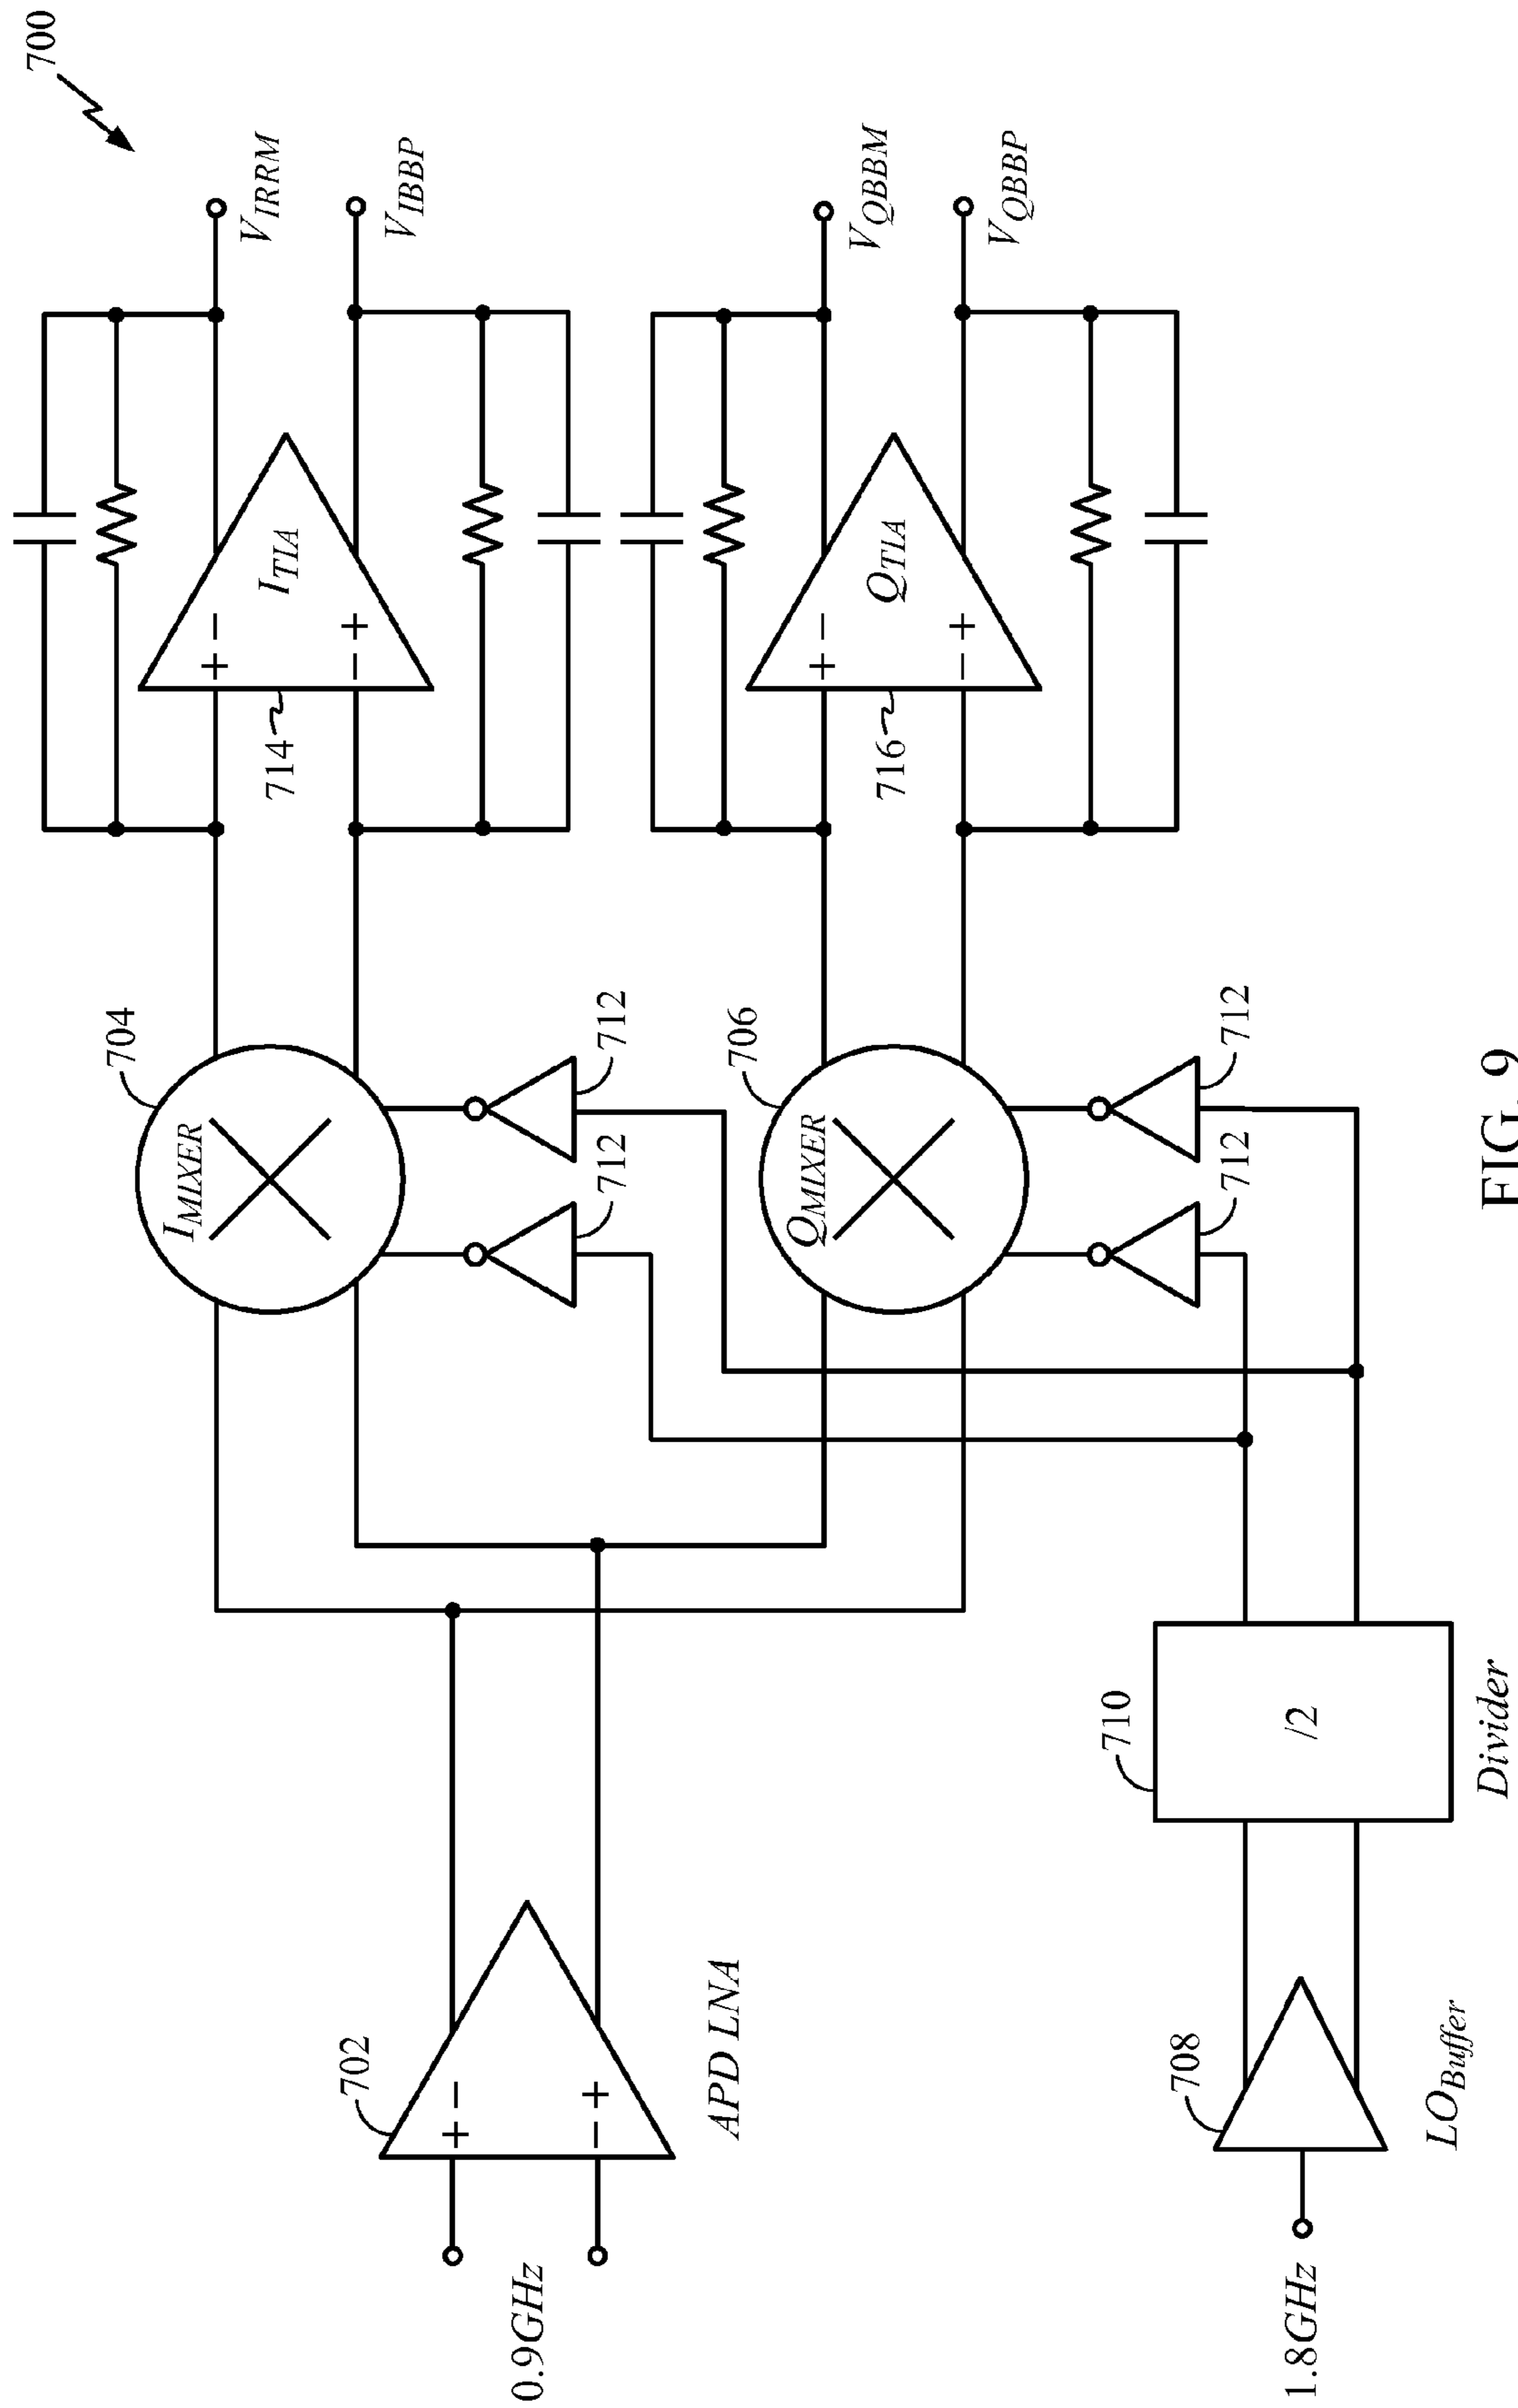 700
V_IRRM
V_IBBP
V_QBBM
V_QBBP
I_TIA
+ −
− +
714
Q_TIA
+ −
− +
716
704
I_MIXER
712
712
706
Q_MIXER
712
712
702
+ −
− +
APD LNA
0.9GHz
710
/2
Divider
708
LO_Buffer
1.8GHz
FIG. 9